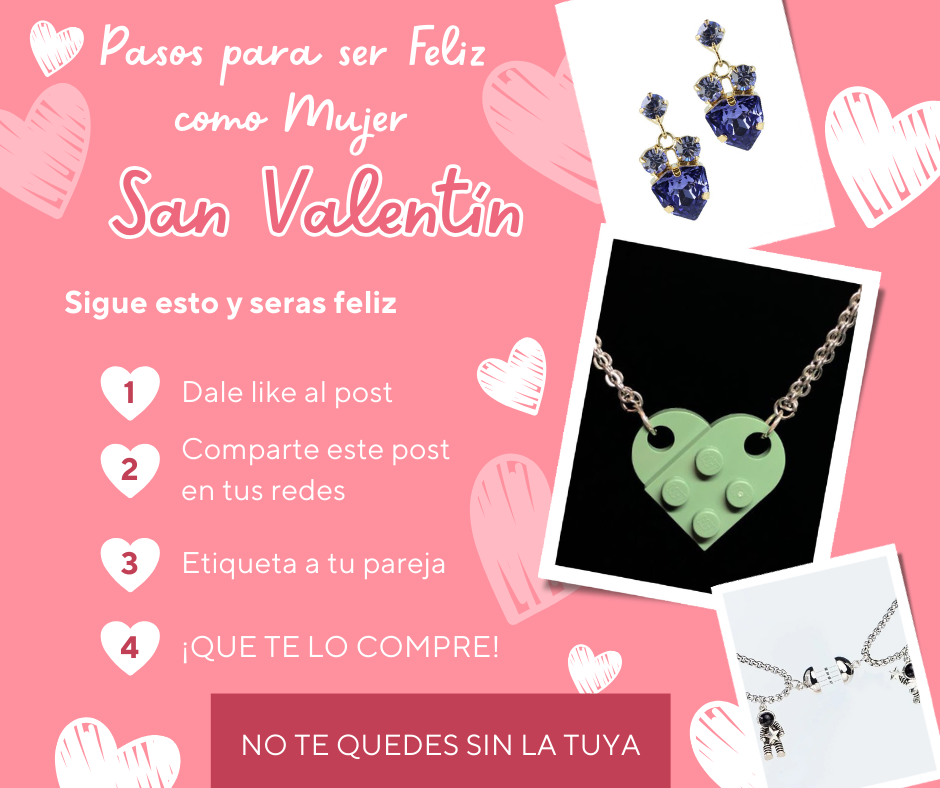 Pasos para ser Feliz
como Mujer
San Valentín
Sigue esto y seras feliz
1 Dale like al post
2 Comparte este post
en tus redes
3 Etiqueta a tu pareja
4 ¡QUE TE LO COMPRE!
NO TE QUEDES SIN LA TUYA